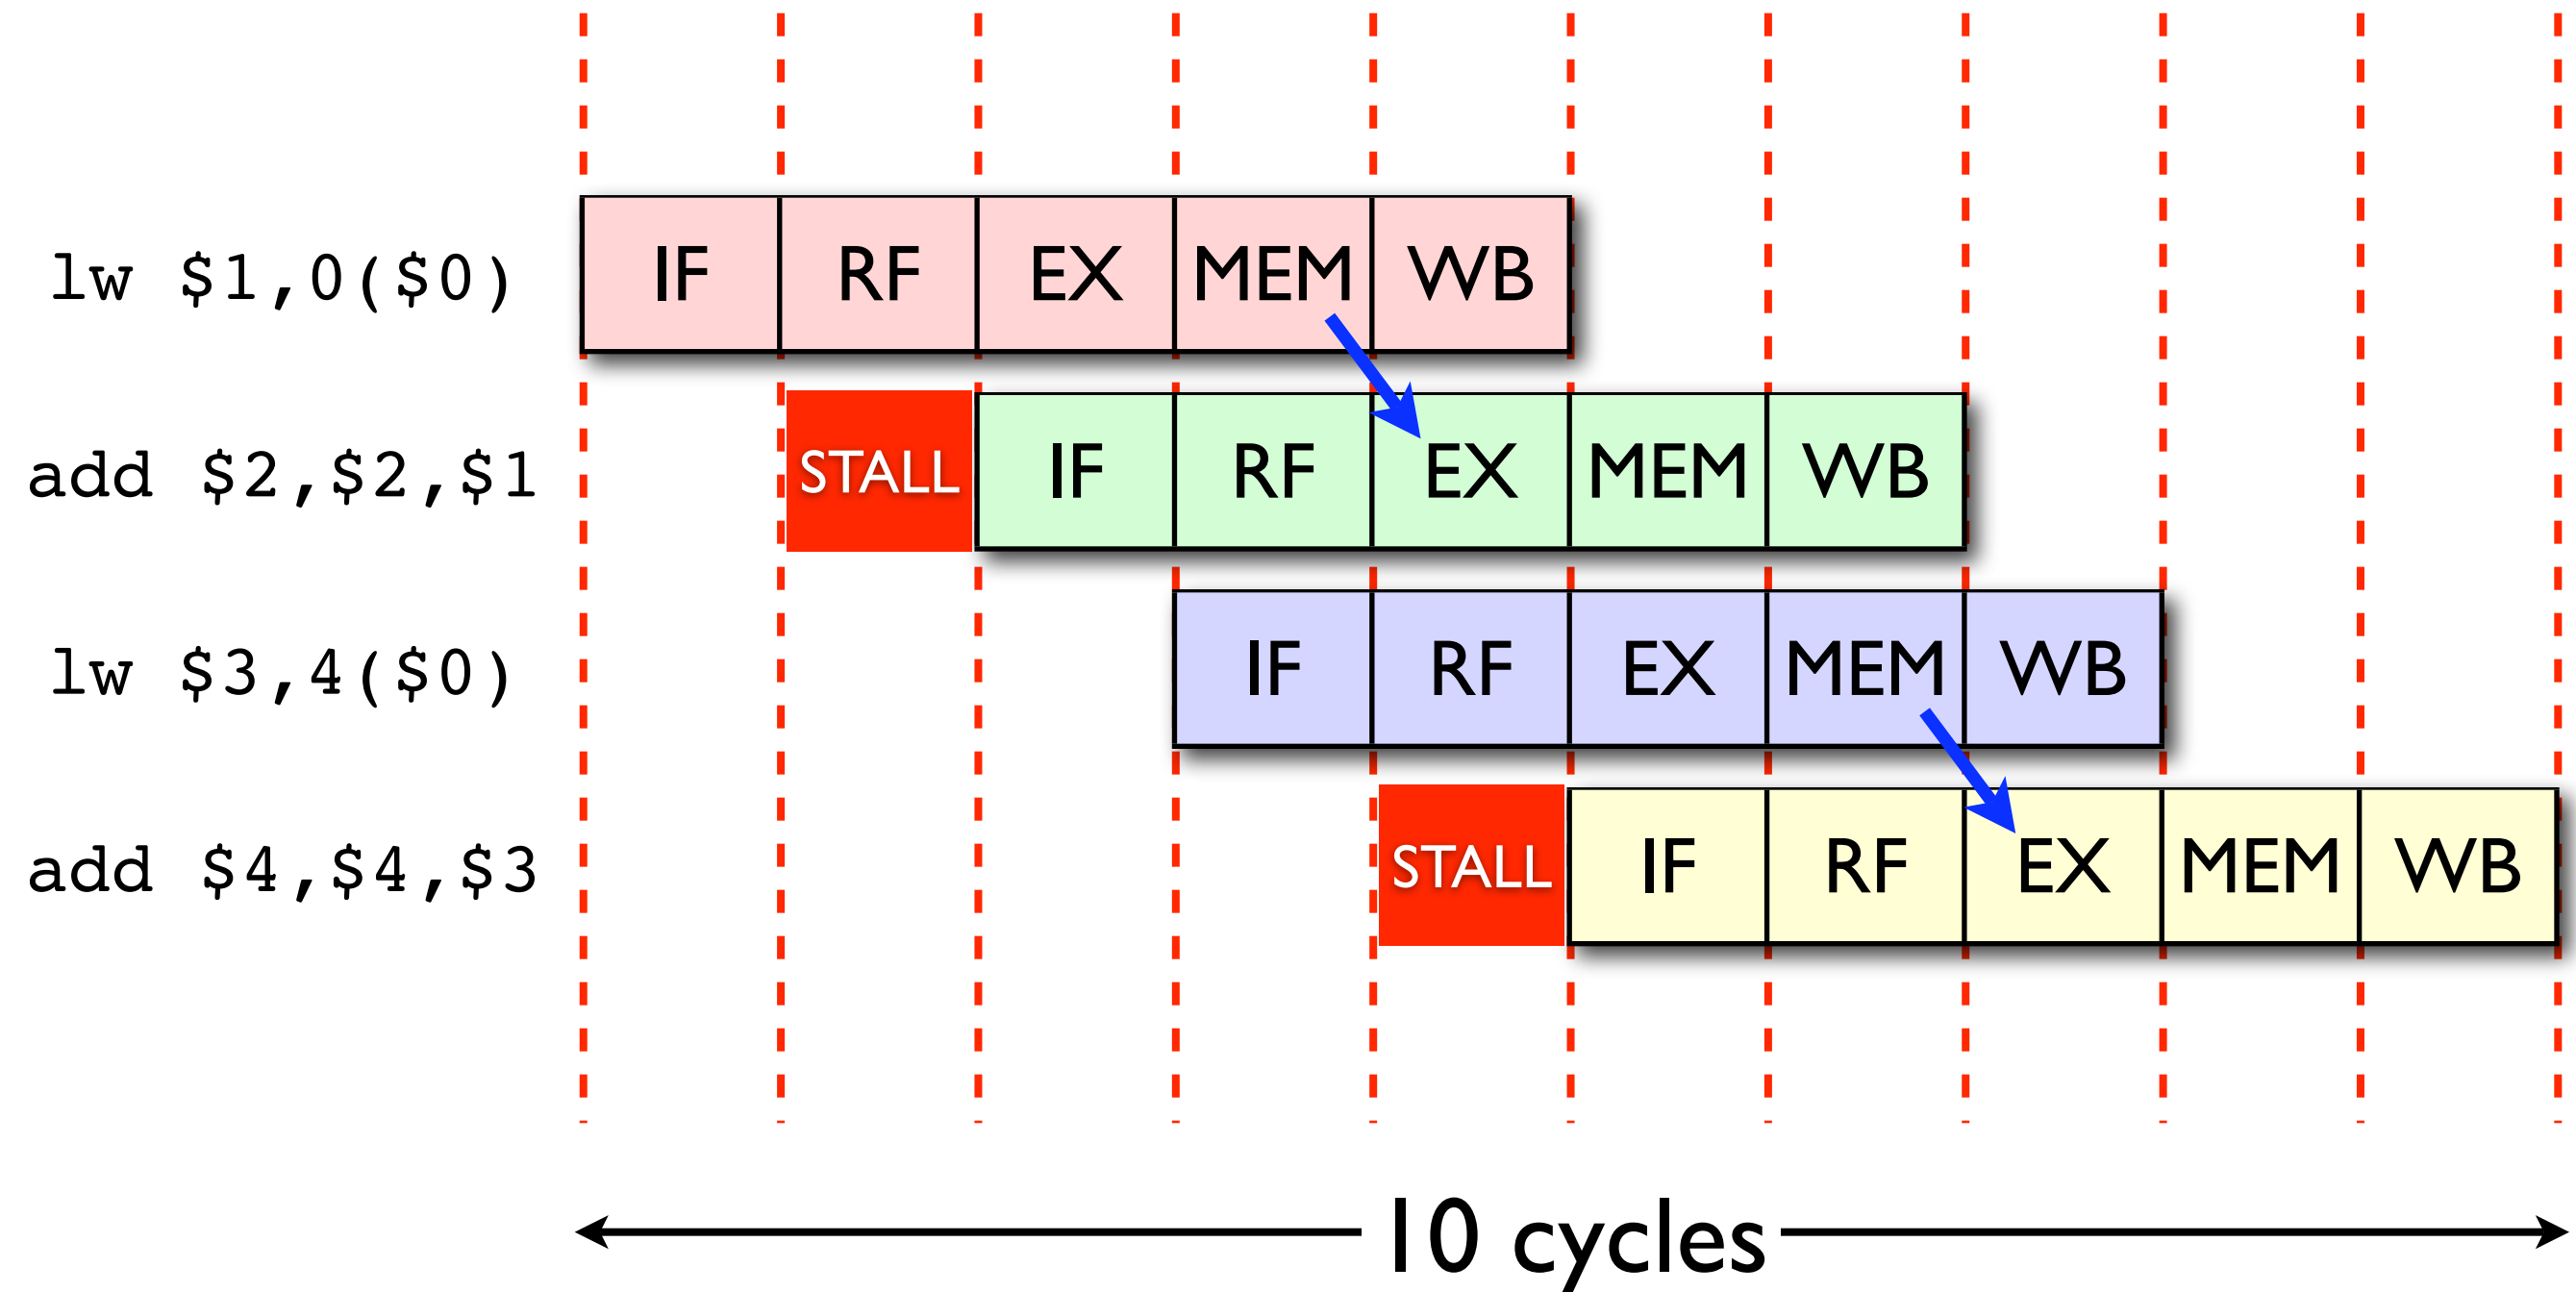 lw $1,0($0) IF RF EX MEM WB
add $2,$2,$1 STALL IF RF EX MEM WB
lw $3,4($0) IF RF EX MEM WB
add $4,$4,$3 STALL IF RF EX MEM WB
10 cycles